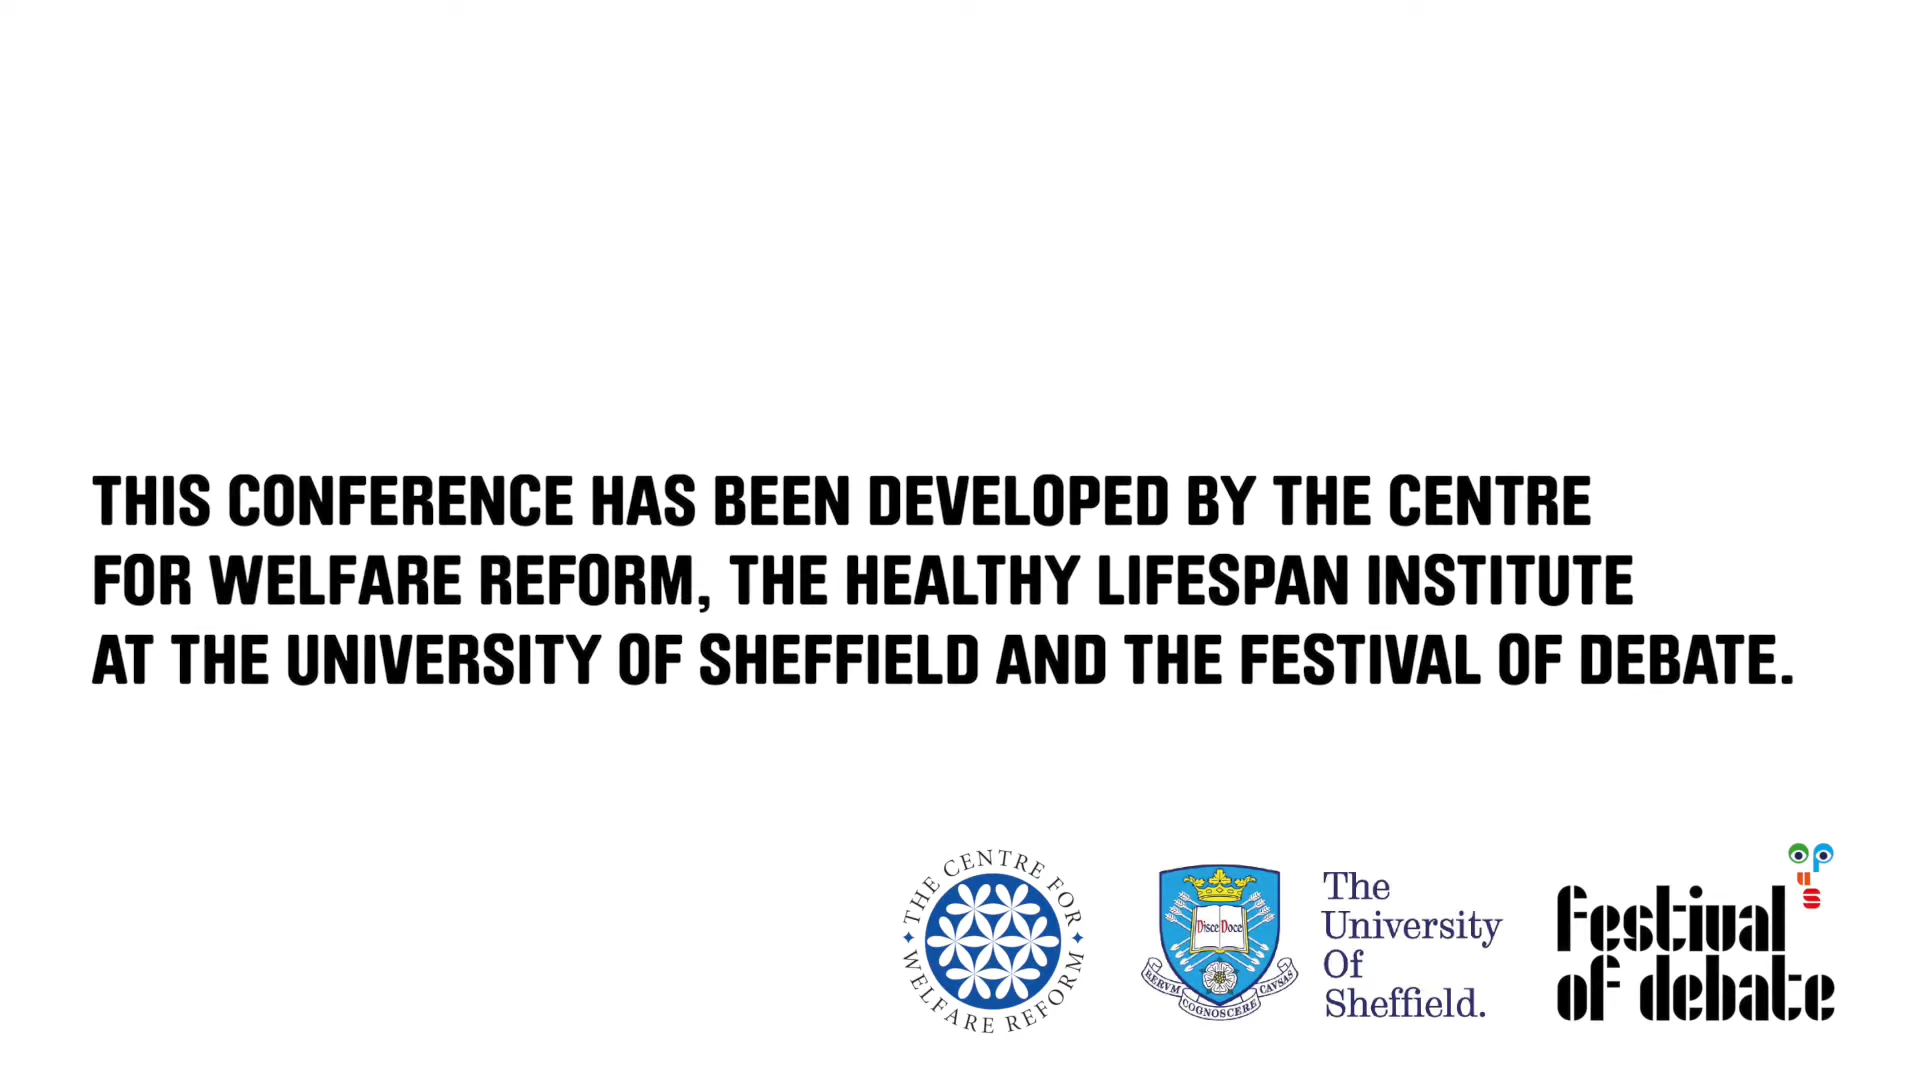 THIS CONFERENCE HAS BEEN DEVELOPED BY THE CENTRE
FOR WELFARE REFORM, THE HEALTHY LIFESPAN INSTITUTE
AT THE UNIVERSITY OF SHEFFIELD AND THE FESTIVAL OF DEBATE.
THE CENTRE FOR
WELFARE REFORM
Disce Doce
RERVM COGNOSCERE CAVSAS
The
University
Of
Sheffield.
opus
festival
of debate